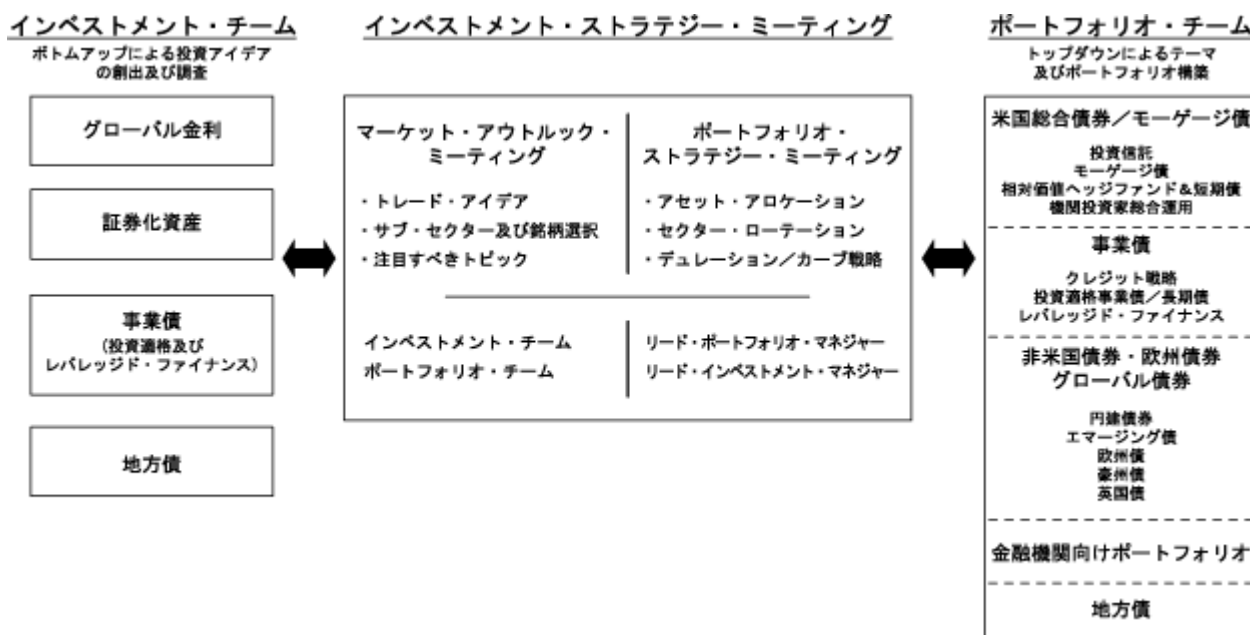 インベストメント・チーム
ボトムアップによる投資アイデア
の創出及び調査
グローバル金利
証券化資産
事業債
(投資適格及び
レバレッジド・ファイナンス)
地方債
インベストメント・ストラテジー・ミーティング
マーケット・アウトルック・
ミーティング
・トレード・アイデア
・サブ・セクター及び銘柄選択
・注目すべきトピック
インベストメント・チーム
ポートフォリオ・チーム
ポートフォリオ・
ストラテジー・ミーティング
・アセット・アロケーション
・セクター・ローテーション
・デュレーション／カーブ戦略
リード・ポートフォリオ・マネジャー
リード・インベストメント・マネジャー
ポートフォリオ・チーム
トップダウンによるテーマ
及びポートフォリオ構築
米国総合債券／モーゲージ債
投資信託
モーゲージ債
相対価値ヘッジファンド＆短期債
機関投資家総合運用
事業債
クレジット戦略
投資適格事業債／長期債
レバレッジド・ファイナンス
非米国債券・欧州債券
グローバル債券
円建債券
エマージング債
欧州債
豪州債
英国債
金融機関向けポートフォリオ
地方債